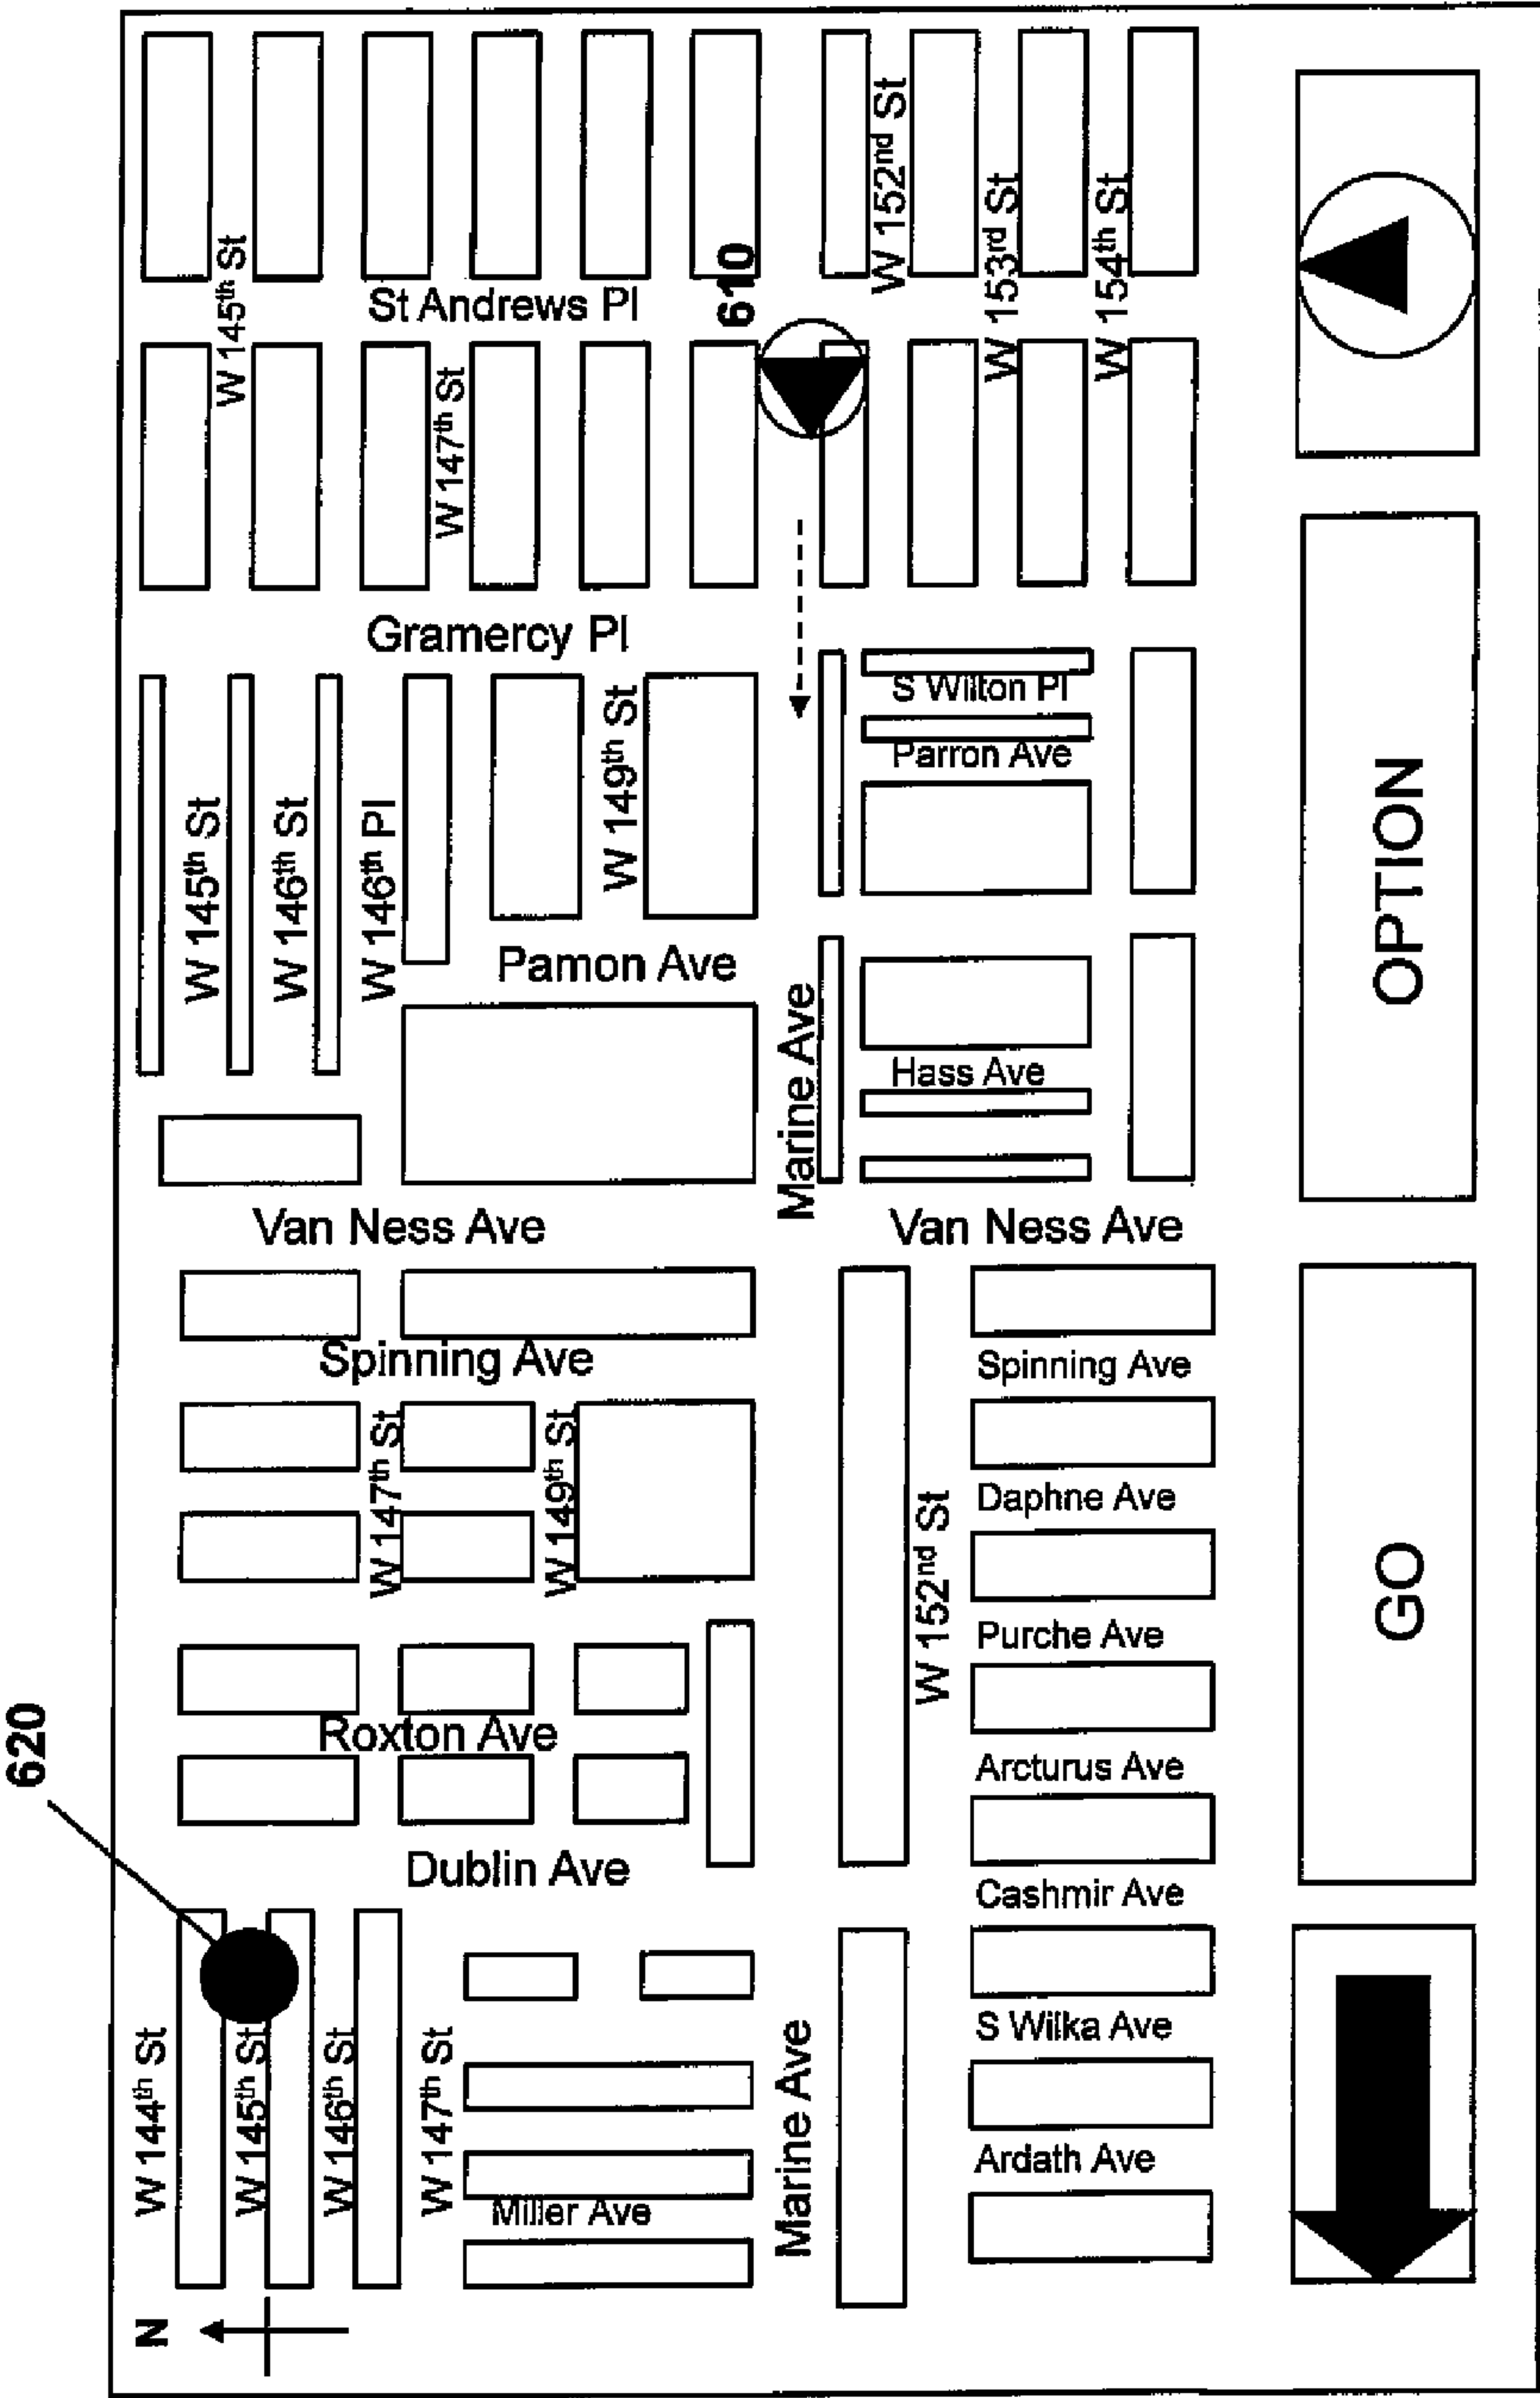 620
N
W 144th St
W 145th St
W 146th St
W 147th St
Miller Ave
Marine Ave
Dublin Ave
Roxton Ave
Spinning Ave
W 147th St
W 149th St
Van Ness Ave
W 145th St
W 146th St
W 146th Pl
Pamon Ave
W 149th St
Gramercy Pl
W 147th St
W 145th St
St Andrews Pl
610
Marine Ave
W 152nd St
W 153rd St
W 154th St
S Wilton Pl
Parron Ave
Hass Ave
Van Ness Ave
W 152nd St
Spinning Ave
Daphne Ave
Purche Ave
Arcturus Ave
Cashmir Ave
S Wilka Ave
Ardath Ave
GO
OPTION